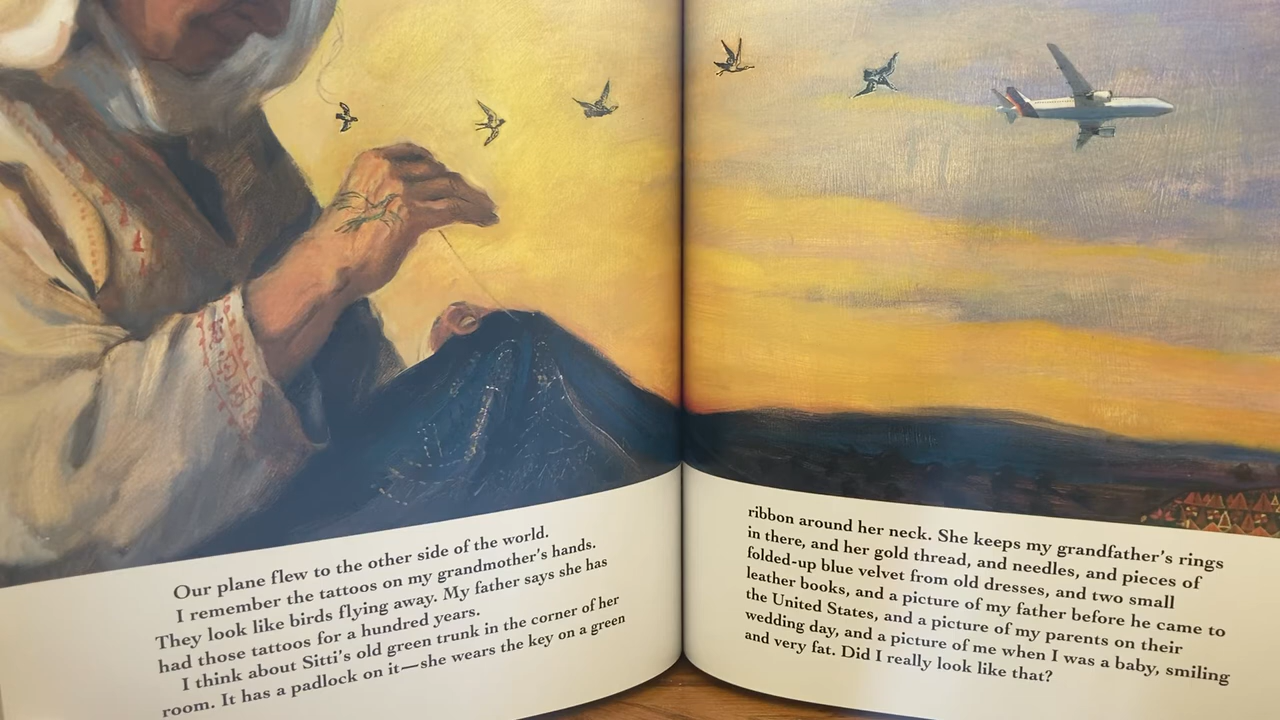 Our plane flew to the other side of the world.
I remember the tattoos on my grandmother's hands.
They look like birds flying away. My father says she has
had those tattoos for a hundred years.
I think about Sitti's old green trunk in the corner of her
room. It has a padlock on it—she wears the key on a green
ribbon around her neck. She keeps my grandfather's rings
in there, and her gold thread, and needles, and pieces of
folded-up blue velvet from old dresses, and two small
leather books, and a picture of my father before he came to
the United States, and a picture of my parents on their
wedding day, and a picture of me when I was a baby, smiling
and very fat. Did I really look like that?